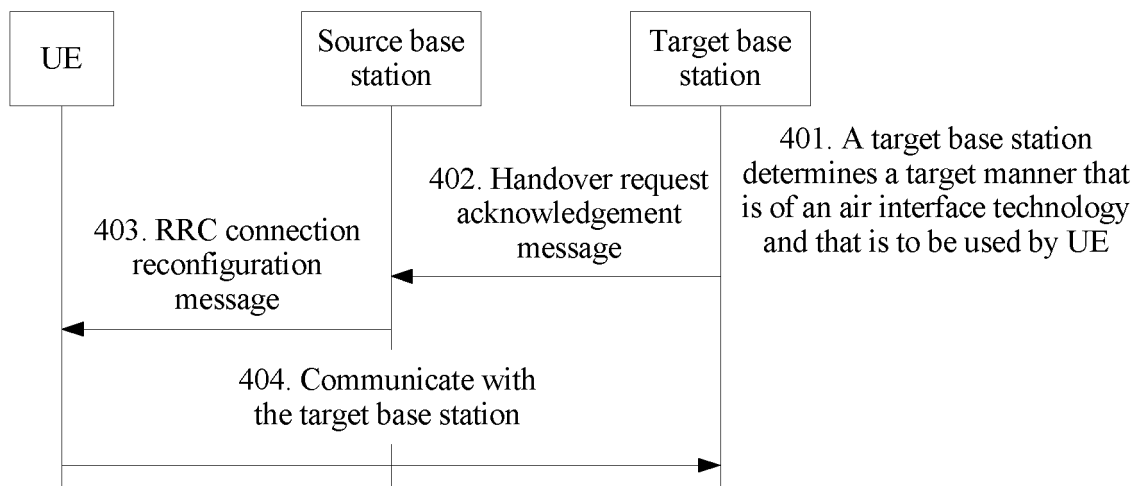 UE
Source base
station
Target base
station
401. A target base station
determines a target manner that
is of an air interface technology
and that is to be used by UE
402. Handover request
acknowledgement
message
403. RRC connection
reconfiguration
message
404. Communicate with
the target base station